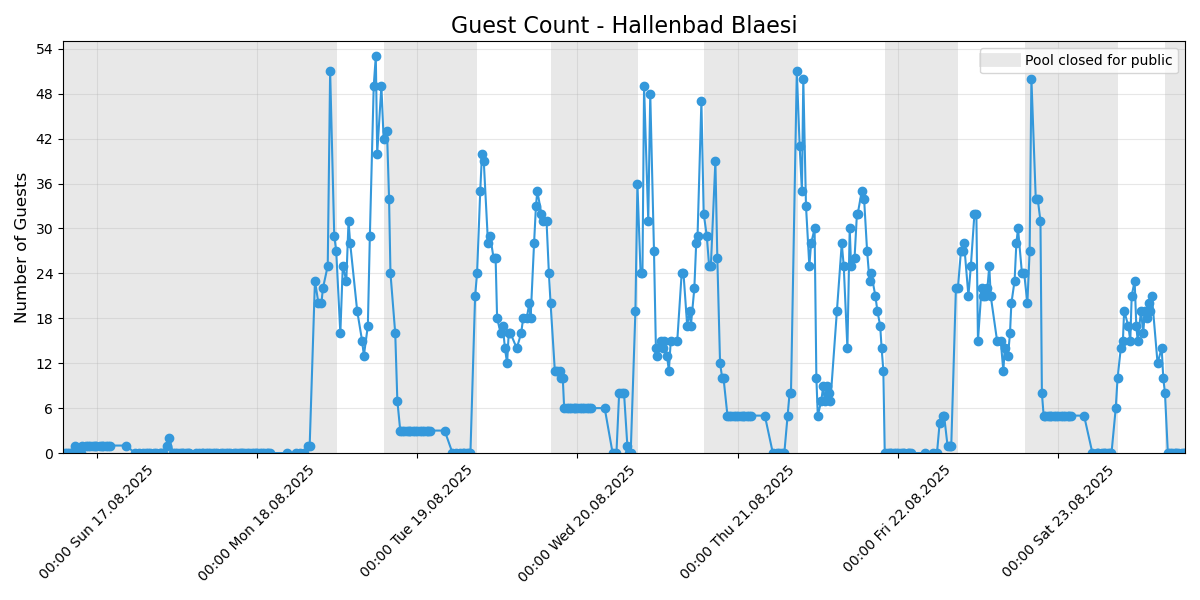 Guest Count - Hallenbad Blaesi
Pool closed for public
Number of Guests
54
48
42
36
30
24
18
12
6
0
00:00 Sun 17.08.2025
00:00 Mon 18.08.2025
00:00 Tue 19.08.2025
00:00 Wed 20.08.2025
00:00 Thu 21.08.2025
00:00 Fri 22.08.2025
00:00 Sat 23.08.2025